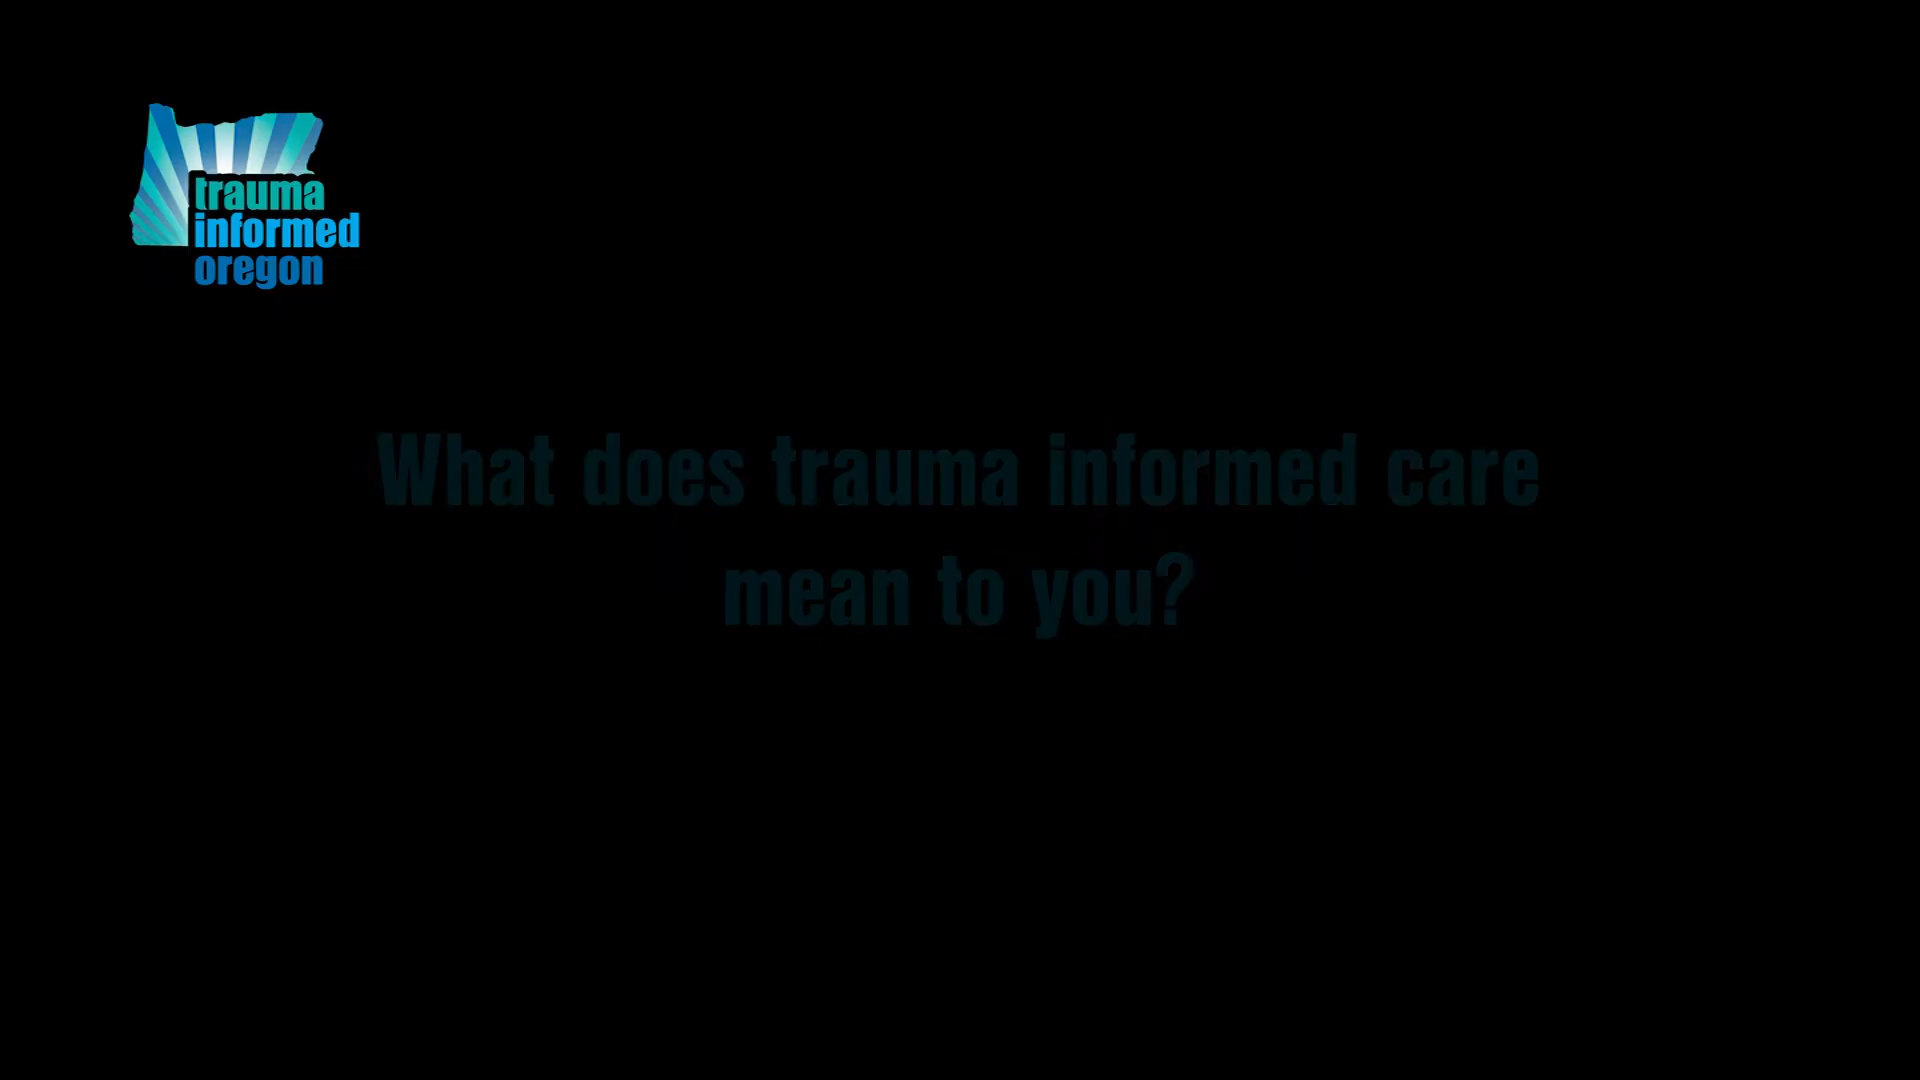 trauma
informed
oregon
What does trauma informed care
mean to you?